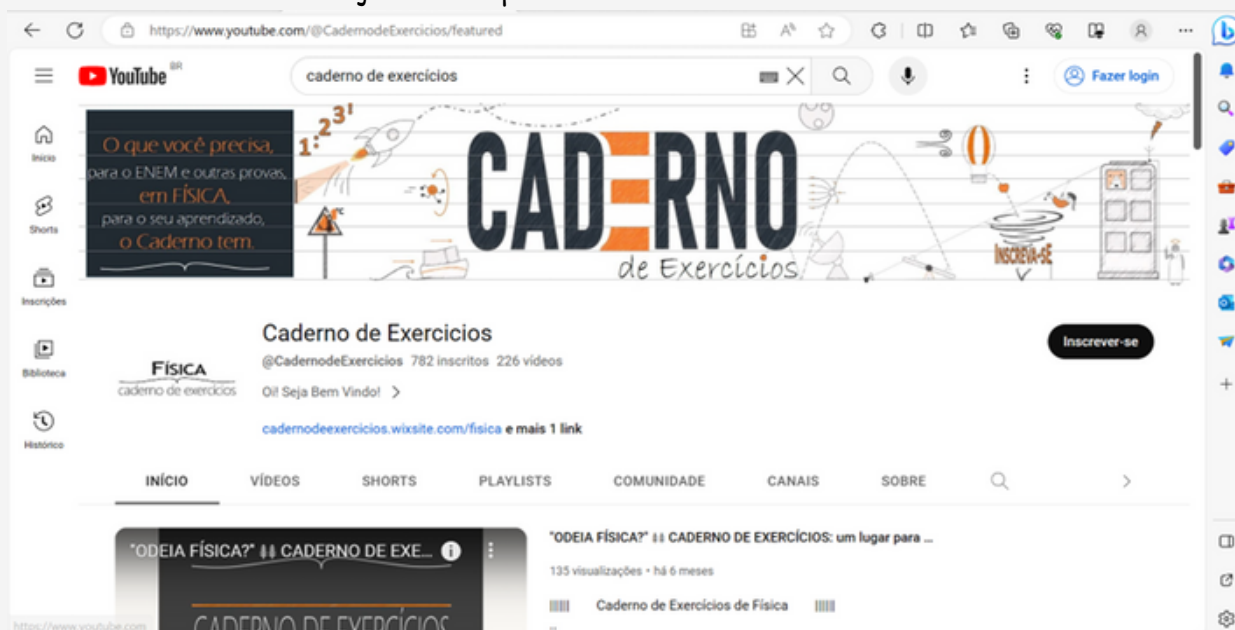 https://www.youtube.com/@CadernodeExercicios/featured
YouTube BR
caderno de exercícios
Fazer login
Início
Shorts
Inscrições
Biblioteca
Histórico
O que você precisa,
para o ENEM e outras provas,
em FÍSICA,
para o seu aprendizado,
o Caderno tem.
1:2³!
°C
CADERNO
de Exercícios
INSCREVA-SE
FÍSICA
caderno de exercícios
Caderno de Exercicios
@CadernodeExercicios 782 inscritos 226 vídeos
Oi! Seja Bem Vindo!
cadernodeexercicios.wixsite.com/fisica e mais 1 link
Inscrever-se
INÍCIO VÍDEOS SHORTS PLAYLISTS COMUNIDADE CANAIS SOBRE
"ODEIA FÍSICA?" CADERNO DE EXE...
CADERNO DE EXERCÍCIOS
"ODEIA FÍSICA?" CADERNO DE EXERCÍCIOS: um lugar para ...
135 visualizações • há 6 meses
Caderno de Exercícios de Física
https://www.youtube.com